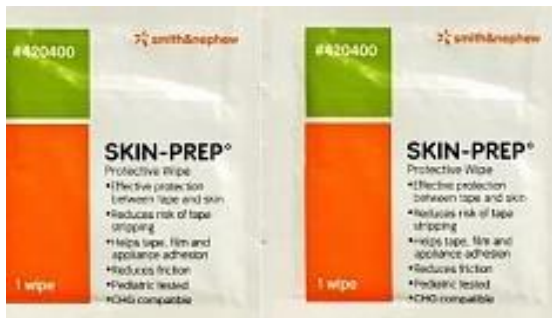 #420400
smith&nephew
SKIN-PREP®
Protective Wipe
•Effective protection
between tape and skin
•Reduces risk of tape
stripping
•Helps tape, film and
appliance adhesion
•Reduces friction
•Pediatric tested
•CHG compatible
1 wipe
#420400
smith&nephew
SKIN-PREP®
Protective Wipe
•Effective protection
between tape and skin
•Reduces risk of tape
stripping
•Helps tape, film and
appliance adhesion
•Reduces friction
•Pediatric tested
•CHG compatible
1 wipe